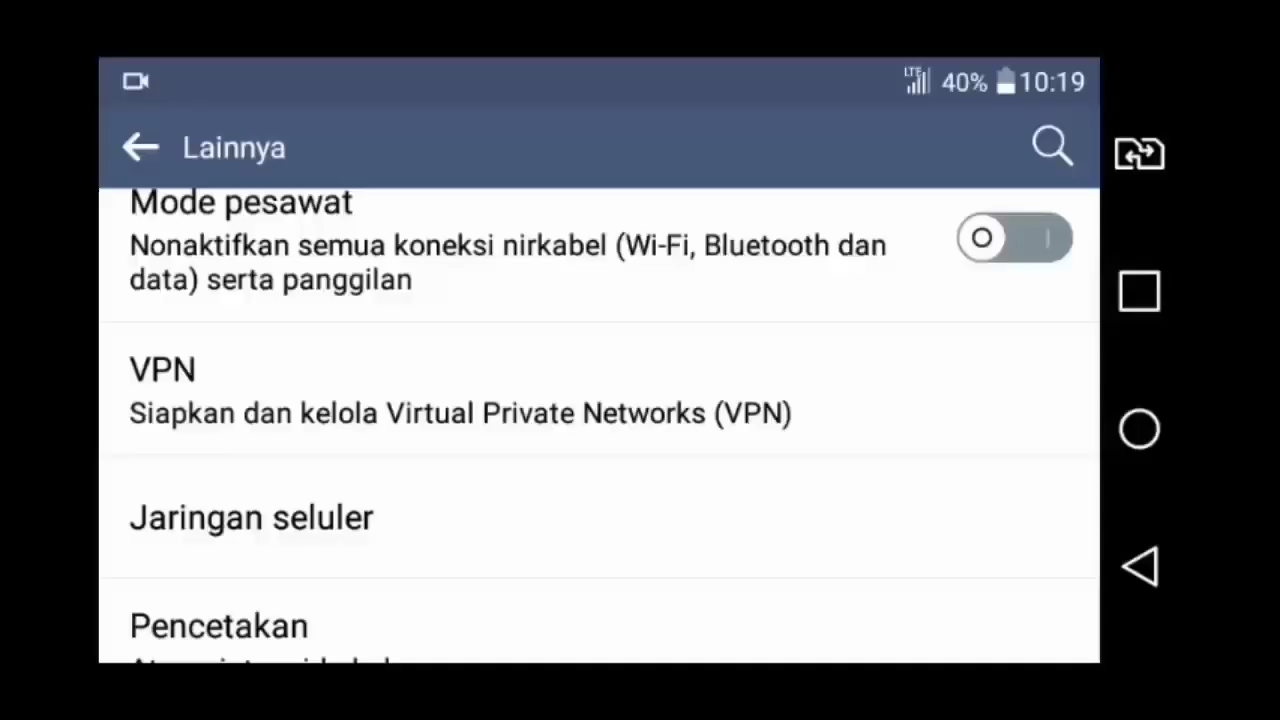 LTE 40% 10:19
Lainnya
Mode pesawat
Nonaktifkan semua koneksi nirkabel (Wi-Fi, Bluetooth dan
data) serta panggilan
VPN
Siapkan dan kelola Virtual Private Networks (VPN)
Jaringan seluler
Pencetakan